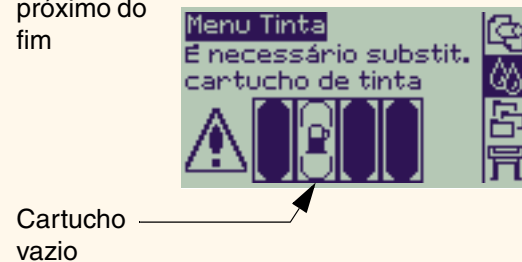 próximo do
fim
Menu Tinta
É necessário substit.
cartucho de tinta
Cartucho
vazio